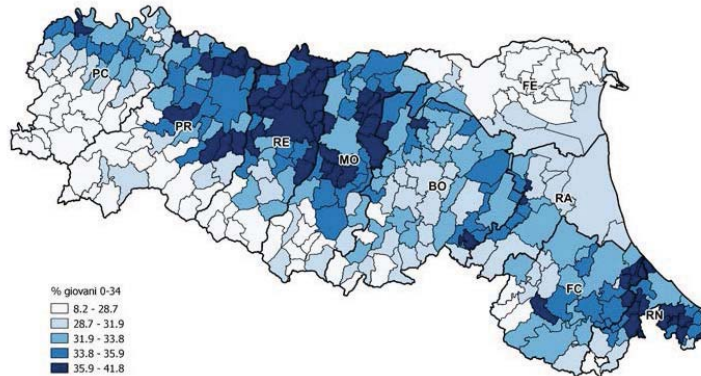 PC
FE
PR
RE
MO
BO
RA
FC
RN
% giovani 0-34
8.2 - 28.7
28.7 - 31.9
31.9 - 33.8
33.8 - 35.9
35.9 - 41.8